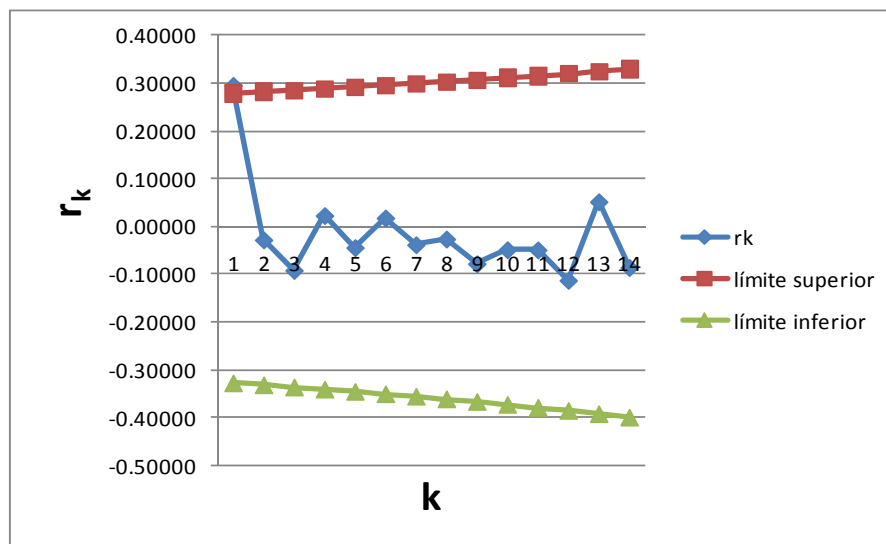 0.40000
0.30000
0.20000
0.10000
0.00000
-0.10000
-0.20000
-0.30000
-0.40000
-0.50000
rk
1 2 3 4 5 6 7 8 9 10 11 12 13 14
k
rk
límite superior
límite inferior